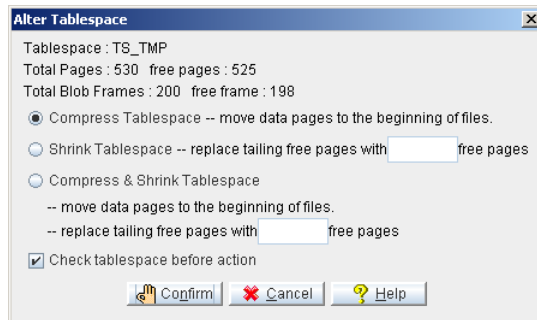 Alter Tablespace
Tablespace : TS_TMP
Total Pages : 530 free pages : 525
Total Blob Frames : 200 free frame : 198
Compress Tablespace -- move data pages to the beginning of files.
Shrink Tablespace -- replace tailing free pages with free pages
Compress & Shrink Tablespace
-- move data pages to the beginning of files.
-- replace tailing free pages with free pages
Check tablespace before action
Confirm Cancel Help